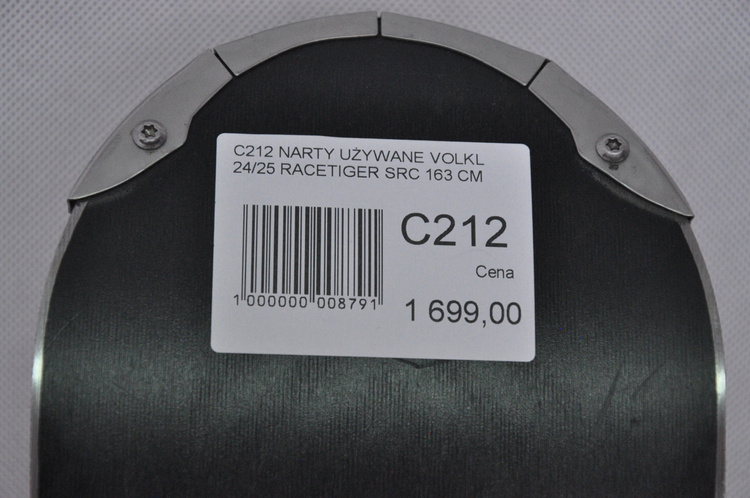 C212 NARTY UŻYWANE VOLKL
24/25 RACETIGER SRC 163 CM
C212
Cena
1 699,00
1 000000 008791